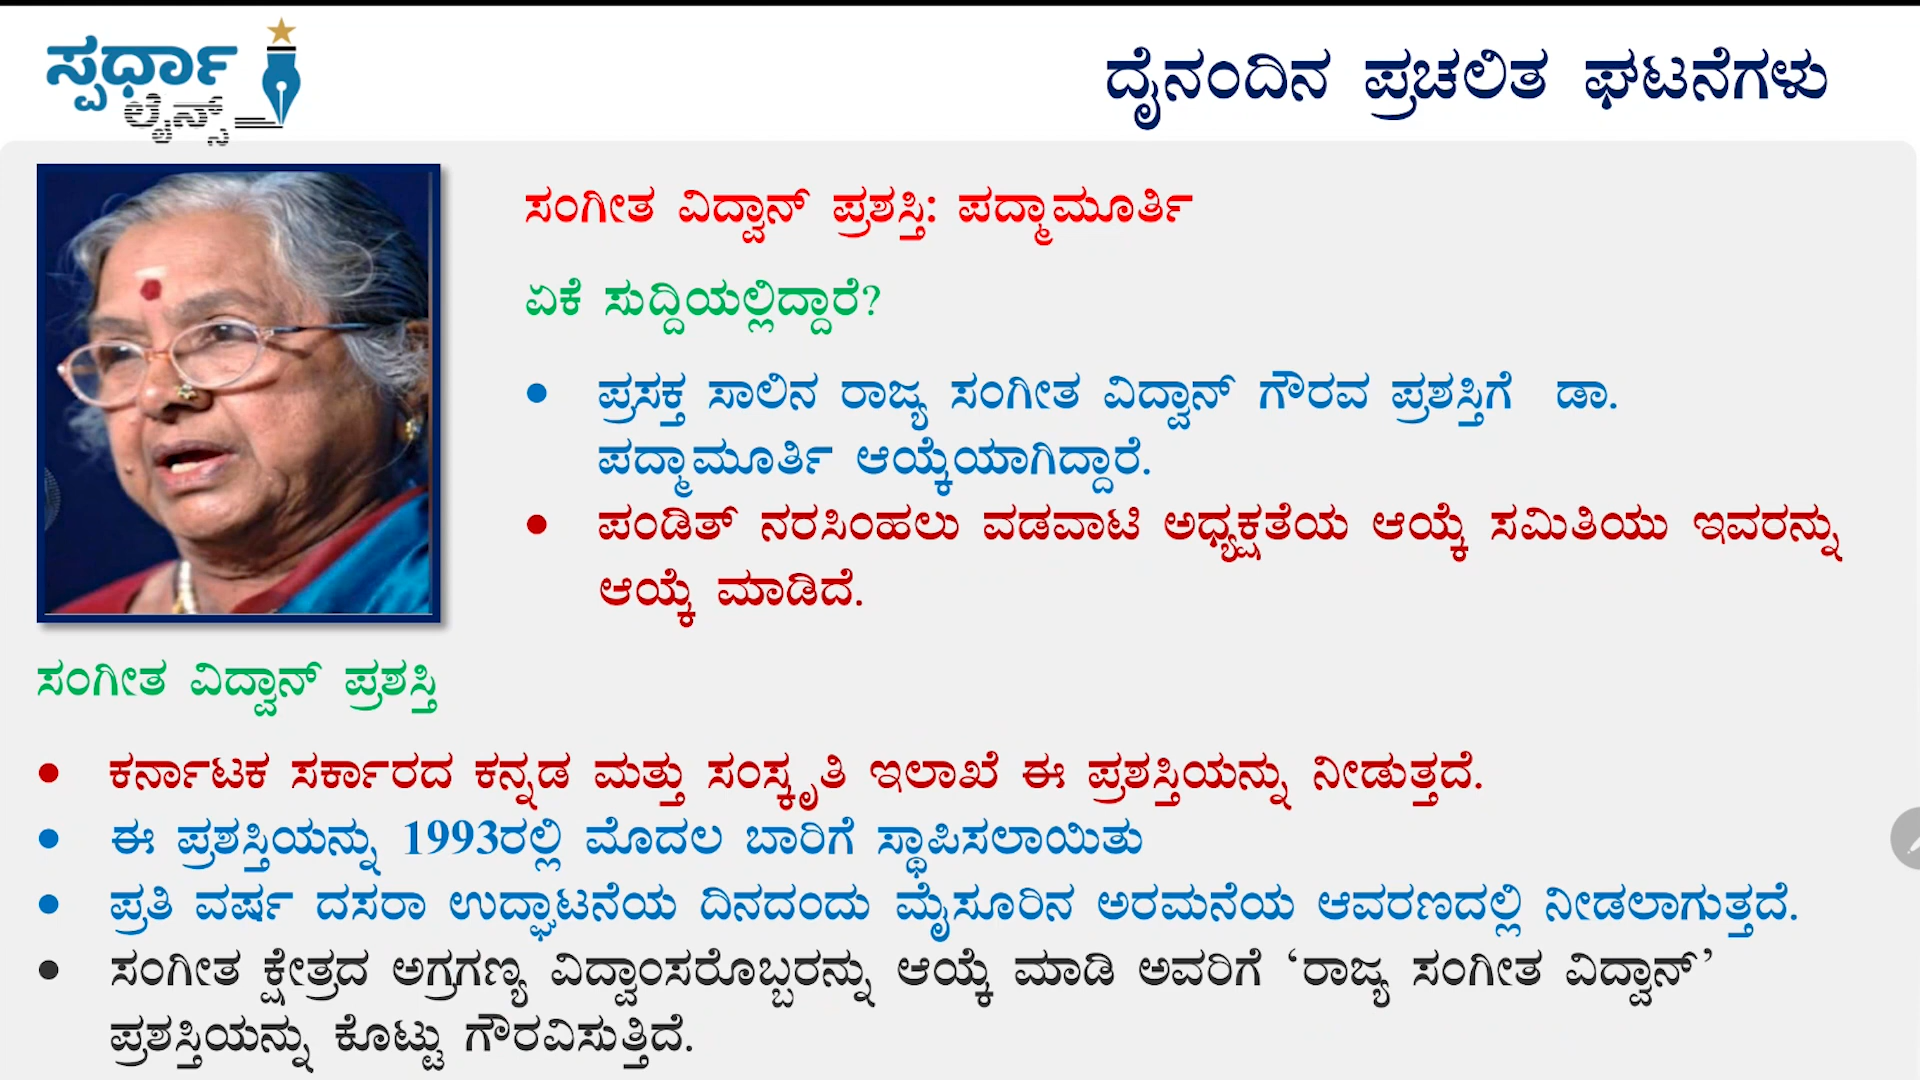 ಸ್ಪರ್ಧಾ
ಲೈನ್ಸ್
ದೈನಂದಿನ ಪ್ರಚಲಿತ ಘಟನೆಗಳು
ಸಂಗೀತ ವಿದ್ವಾನ್ ಪ್ರಶಸ್ತಿ: ಪದ್ಮಾಮೂರ್ತಿ
ಏಕೆ ಸುದ್ದಿಯಲ್ಲಿದ್ದಾರೆ?
• ಪ್ರಸಕ್ತ ಸಾಲಿನ ರಾಜ್ಯ ಸಂಗೀತ ವಿದ್ವಾನ್ ಗೌರವ ಪ್ರಶಸ್ತಿಗೆ ಡಾ.
ಪದ್ಮಾಮೂರ್ತಿ ಆಯ್ಕೆಯಾಗಿದ್ದಾರೆ.
• ಪಂಡಿತ್ ನರಸಿಂಹಲು ವಡವಾಟಿ ಅಧ್ಯಕ್ಷತೆಯ ಆಯ್ಕೆ ಸಮಿತಿಯು ಇವರನ್ನು
ಆಯ್ಕೆ ಮಾಡಿದೆ.
ಸಂಗೀತ ವಿದ್ವಾನ್ ಪ್ರಶಸ್ತಿ
• ಕರ್ನಾಟಕ ಸರ್ಕಾರದ ಕನ್ನಡ ಮತ್ತು ಸಂಸ್ಕೃತಿ ಇಲಾಖೆ ಈ ಪ್ರಶಸ್ತಿಯನ್ನು ನೀಡುತ್ತದೆ.
• ಈ ಪ್ರಶಸ್ತಿಯನ್ನು 1993ರಲ್ಲಿ ಮೊದಲ ಬಾರಿಗೆ ಸ್ಥಾಪಿಸಲಾಯಿತು
• ಪ್ರತಿ ವರ್ಷ ದಸರಾ ಉದ್ಘಾಟನೆಯ ದಿನದಂದು ಮೈಸೂರಿನ ಅರಮನೆಯ ಆವರಣದಲ್ಲಿ ನೀಡಲಾಗುತ್ತದೆ.
• ಸಂಗೀತ ಕ್ಷೇತ್ರದ ಅಗ್ರಗಣ್ಯ ವಿದ್ವಾಂಸರೊಬ್ಬರನ್ನು ಆಯ್ಕೆ ಮಾಡಿ ಅವರಿಗೆ ‘ರಾಜ್ಯ ಸಂಗೀತ ವಿದ್ವಾನ್’
ಪ್ರಶಸ್ತಿಯನ್ನು ಕೊಟ್ಟು ಗೌರವಿಸುತ್ತಿದೆ.